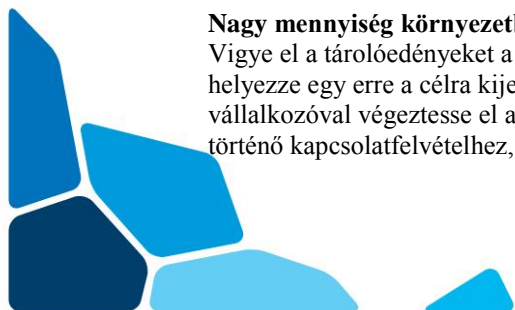 Nagy mennyiség környezetb
Vigye el a tárolóedényeket a
helyezze egy erre a célra kije
vállalkozóval végeztesse el a
történő kapcsolatfelvételhez,